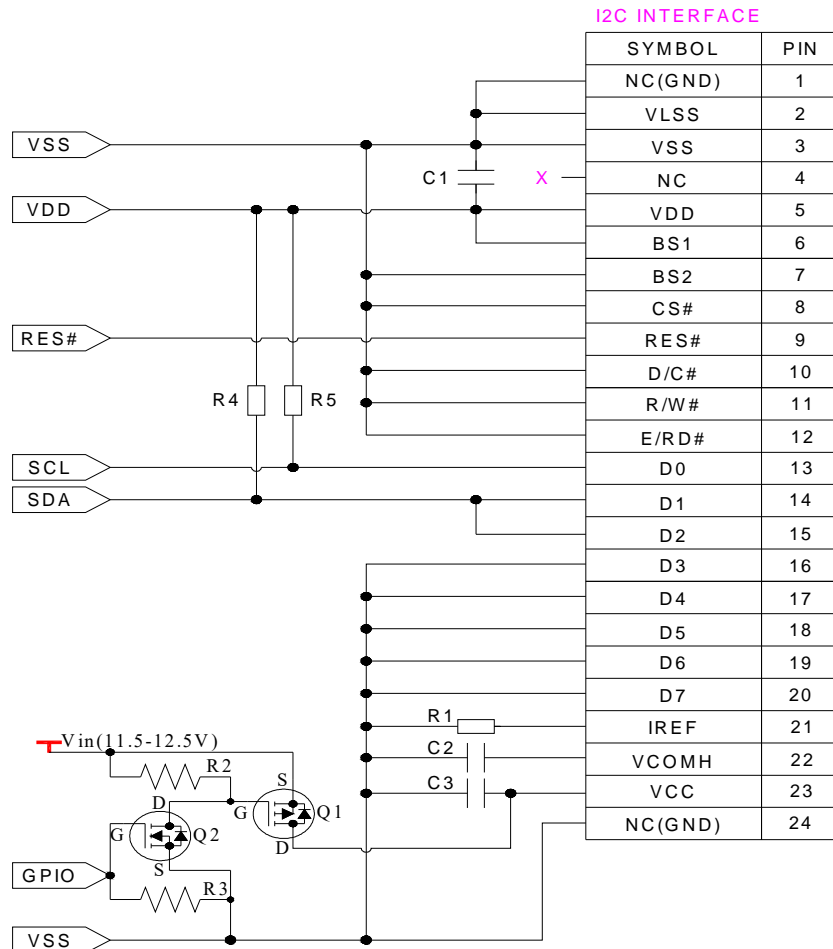 I2C INTERFACE
SYMBOL PIN
NC(GND) 1
VLSS 2
VSS VSS 3
C1 X NC 4
VDD VDD 5
BS1 6
BS2 7
CS# 8
RES# RES# 9
D/C# 10
R4 R5 R/W# 11
E/RD# 12
SCL D0 13
SDA D1 14
D2 15
D3 16
D4 17
D5 18
D6 19
D7 20
R1 IREF 21
Vin(11.5-12.5V) C2 VCOMH 22
R2 S C3 VCC 23
D G Q1 NC(GND) 24
G Q2 D
GPIO S R3
VSS